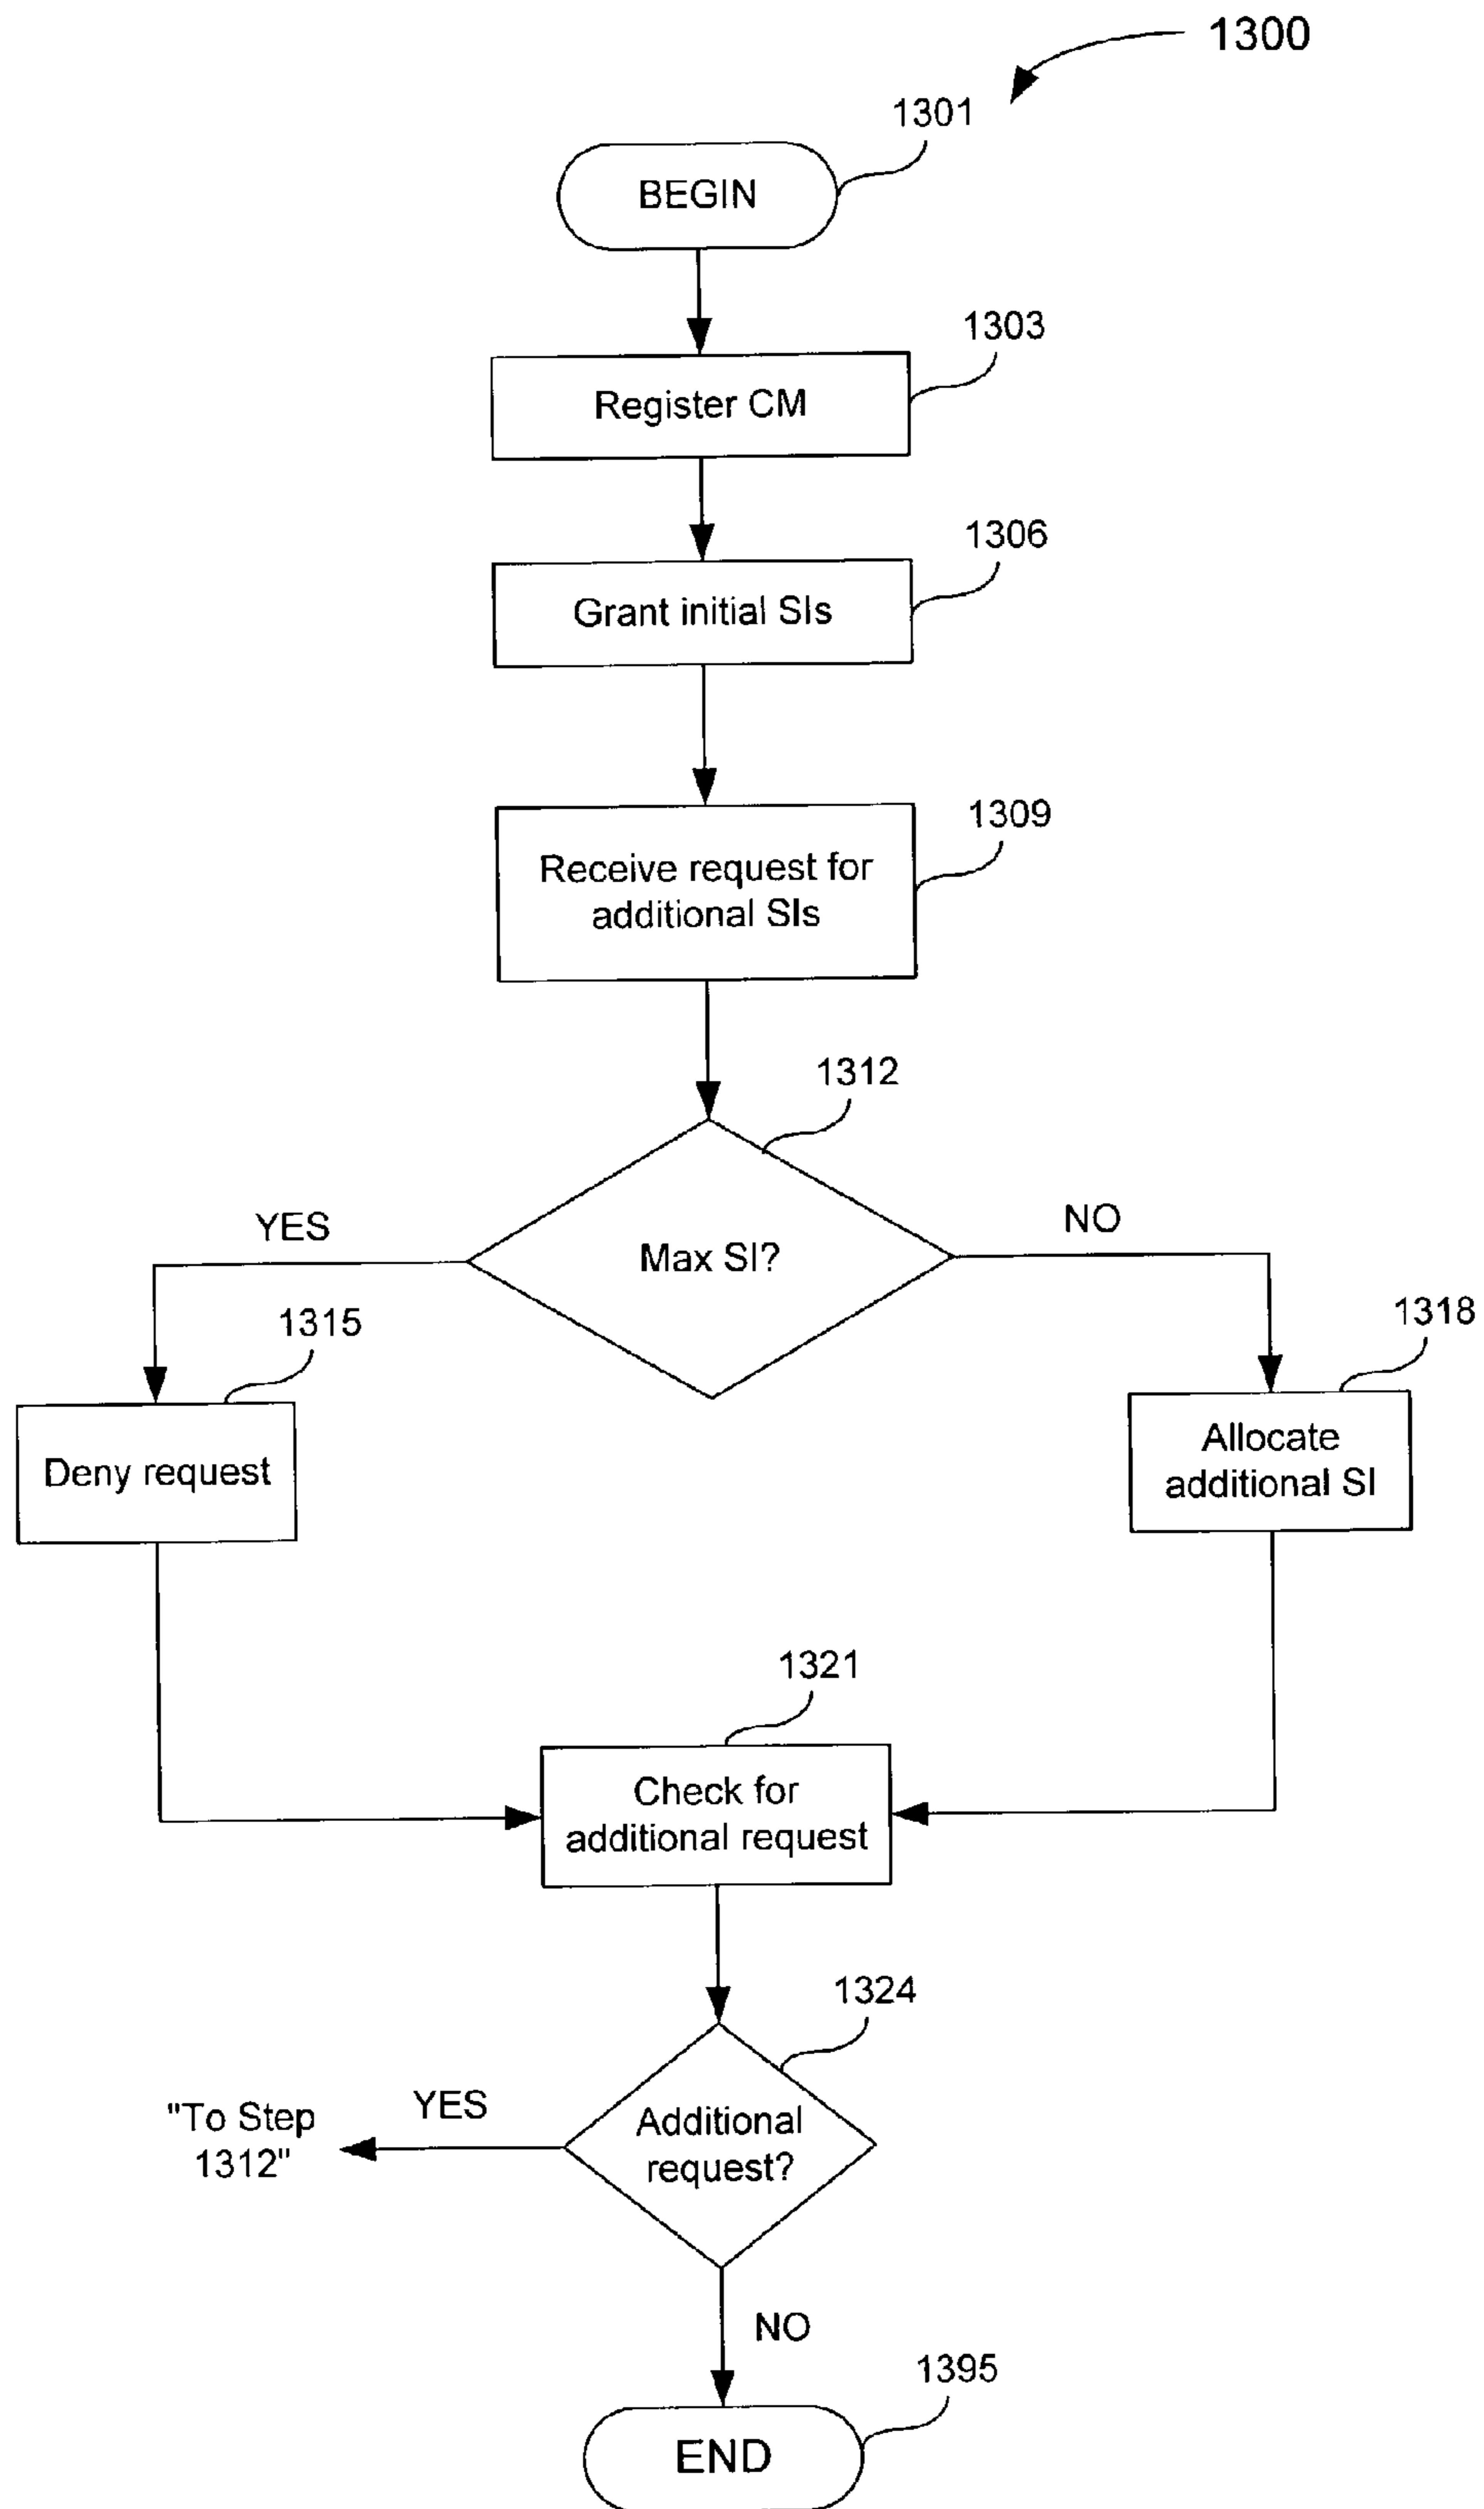 1300
1301
BEGIN
1303
Register CM
1306
Grant initial SIs
1309
Receive request for
additional SIs
1312
YES
NO
Max SI?
1315
1318
Deny request
Allocate
additional SI
1321
Check for
additional request
1324
"To Step
1312"
YES
Additional
request?
NO
1395
END